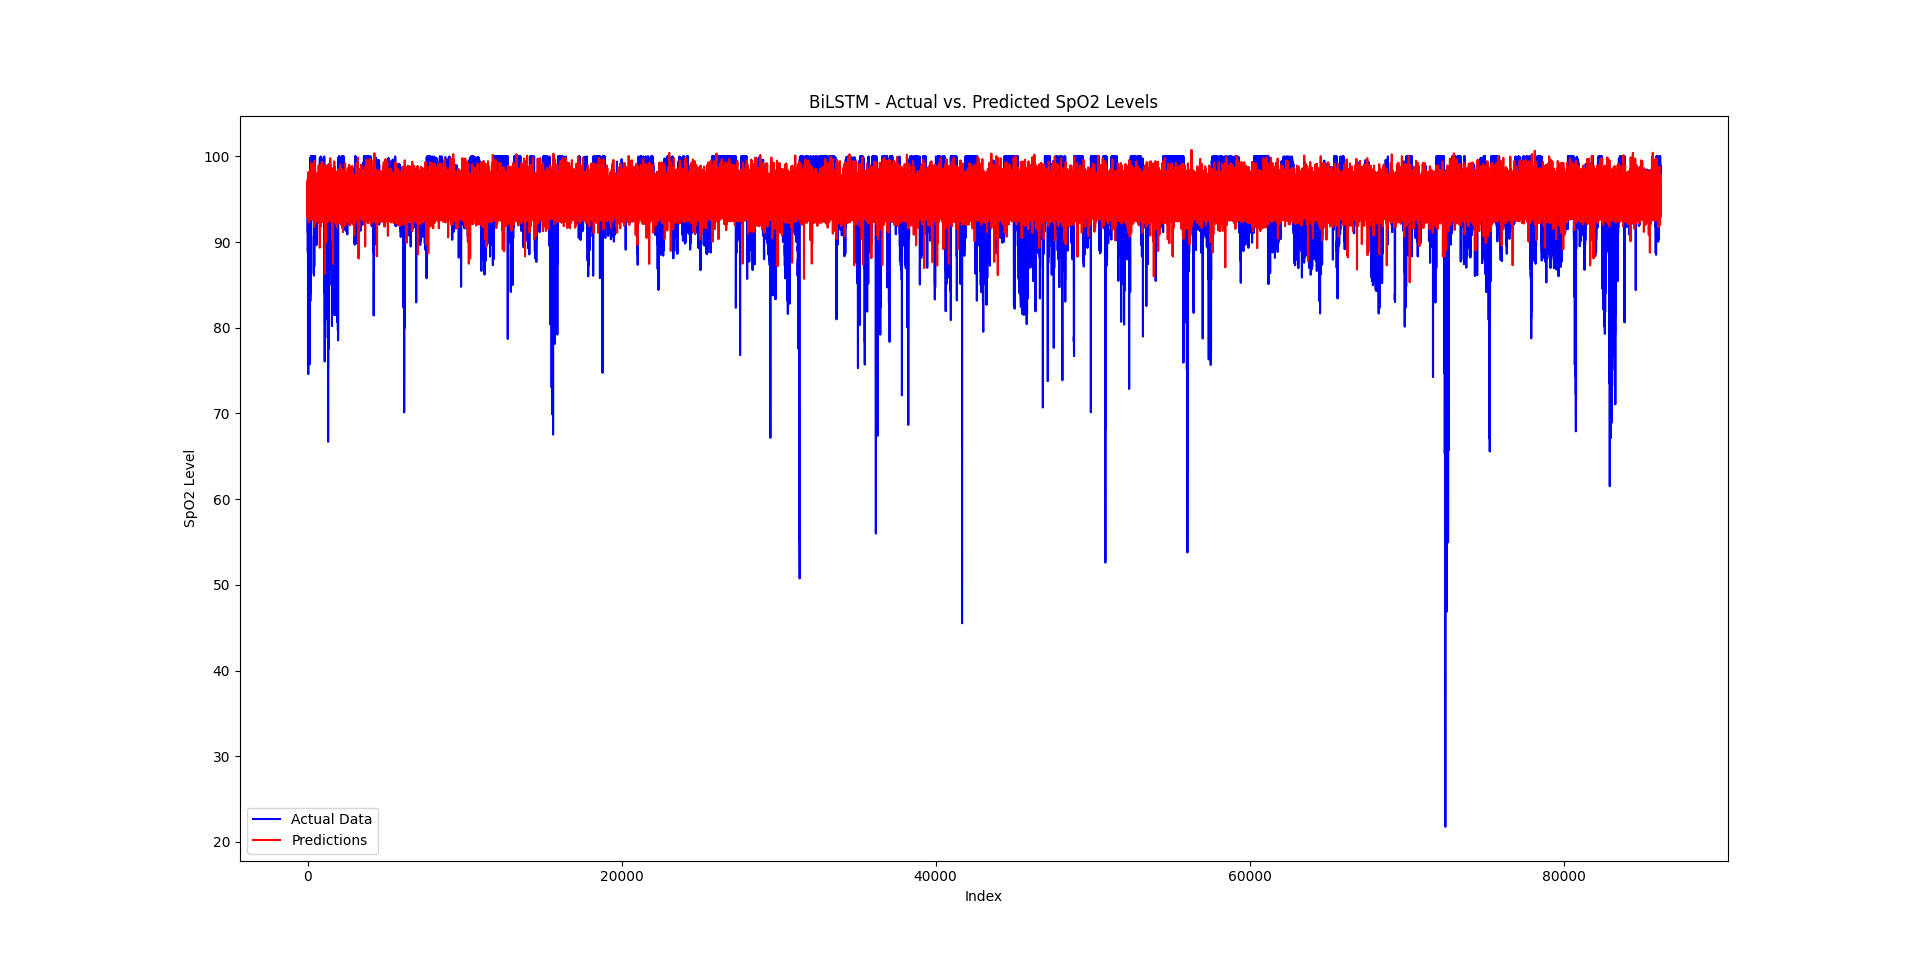 BiLSTM - Actual vs. Predicted SpO2 Levels
100
90
80
70
60
50
40
30
20
SpO2 Level
Actual Data
Predictions
0 20000 40000 60000 80000
Index